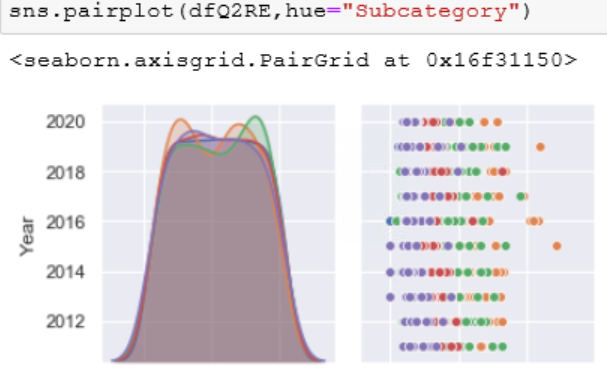 sns.pairplot(dfQ2RE,hue="Subcategory")
<seaborn.axisgrid.PairGrid at 0x16f31150>
2020
2018
2016
2014
2012
Year